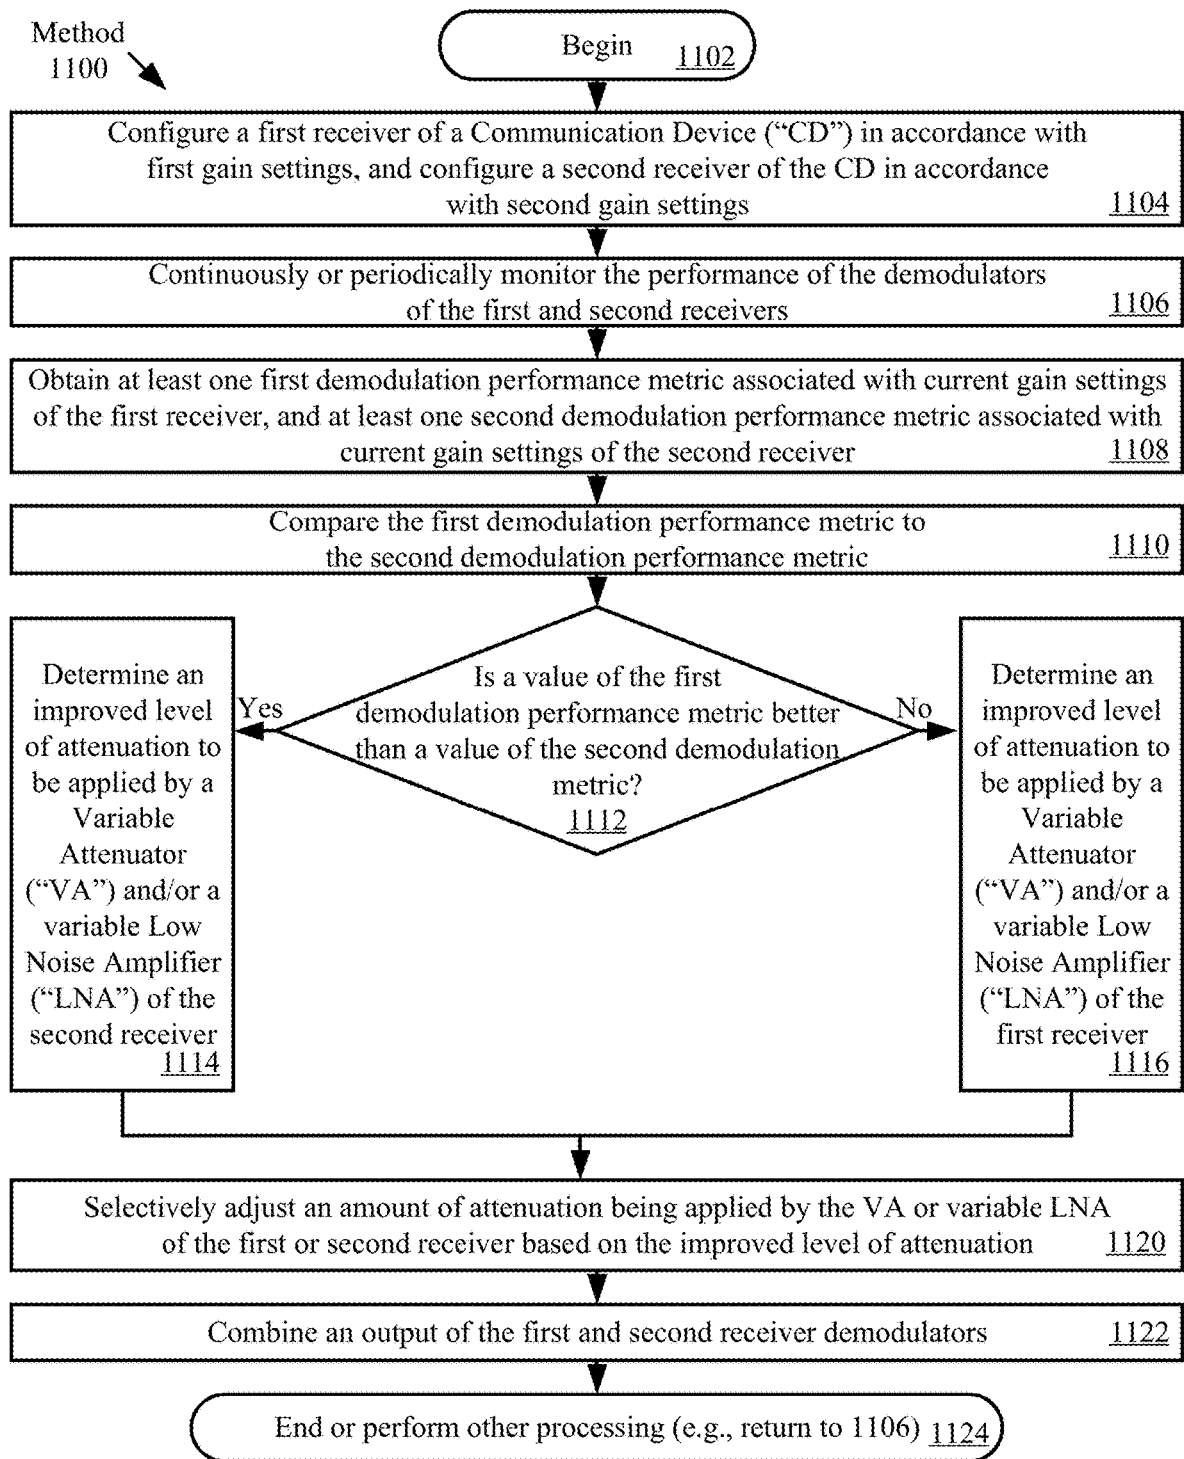 Method
1100
Begin 1102
Configure a first receiver of a Communication Device (“CD”) in accordance with
first gain settings, and configure a second receiver of the CD in accordance
with second gain settings 1104
Continuously or periodically monitor the performance of the demodulators
of the first and second receivers 1106
Obtain at least one first demodulation performance metric associated with current gain settings
of the first receiver, and at least one second demodulation performance metric associated with
current gain settings of the second receiver 1108
Compare the first demodulation performance metric to
the second demodulation performance metric 1110
Is a value of the first
demodulation performance metric better
than a value of the second demodulation
metric?
1112
Yes
No
Determine an
improved level
of attenuation to
be applied by a
Variable
Attenuator
(“VA”) and/or a
variable Low
Noise Amplifier
(“LNA”) of the
second receiver
1114
Determine an
improved level
of attenuation to
be applied by a
Variable
Attenuator
(“VA”) and/or a
variable Low
Noise Amplifier
(“LNA”) of the
first receiver
1116
Selectively adjust an amount of attenuation being applied by the VA or variable LNA
of the first or second receiver based on the improved level of attenuation 1120
Combine an output of the first and second receiver demodulators 1122
End or perform other processing (e.g., return to 1106) 1124